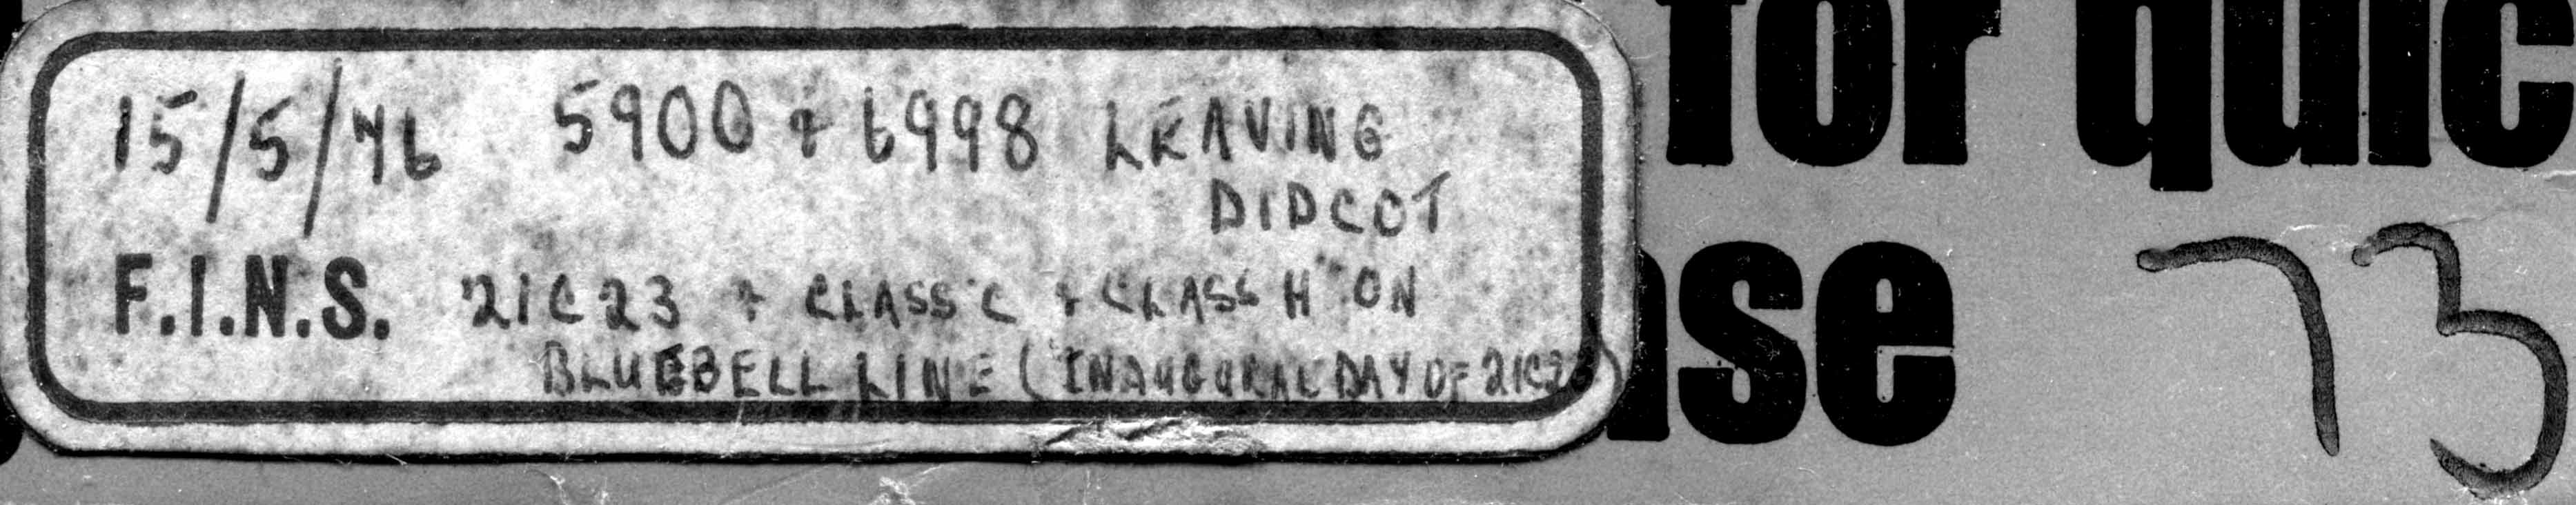 for quic
15/5/76 5900 + 6998 LEAVING
DIDCOT
F.I.N.S. 21C23 + CLASS C + CLASS H ON
BLUEBELL LINE (INAUGURAL DAY OF 21C23)
se 73